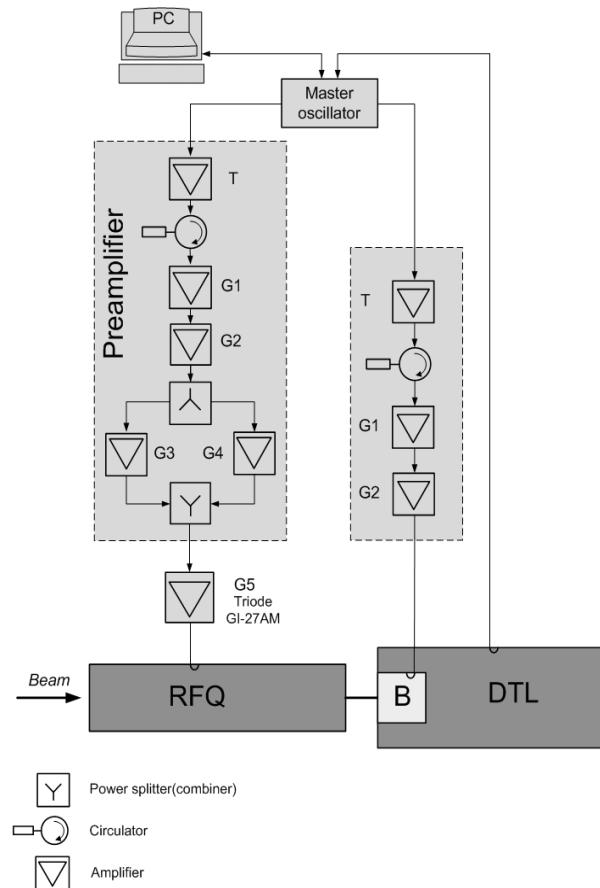 PC
Master
oscillator
Preamplifier
T
G1
G2
G3
G4
T
G1
G2
G5
Triode
GI-27AM
Beam
RFQ
B
DTL
Power splitter(combiner)
Circulator
Amplifier